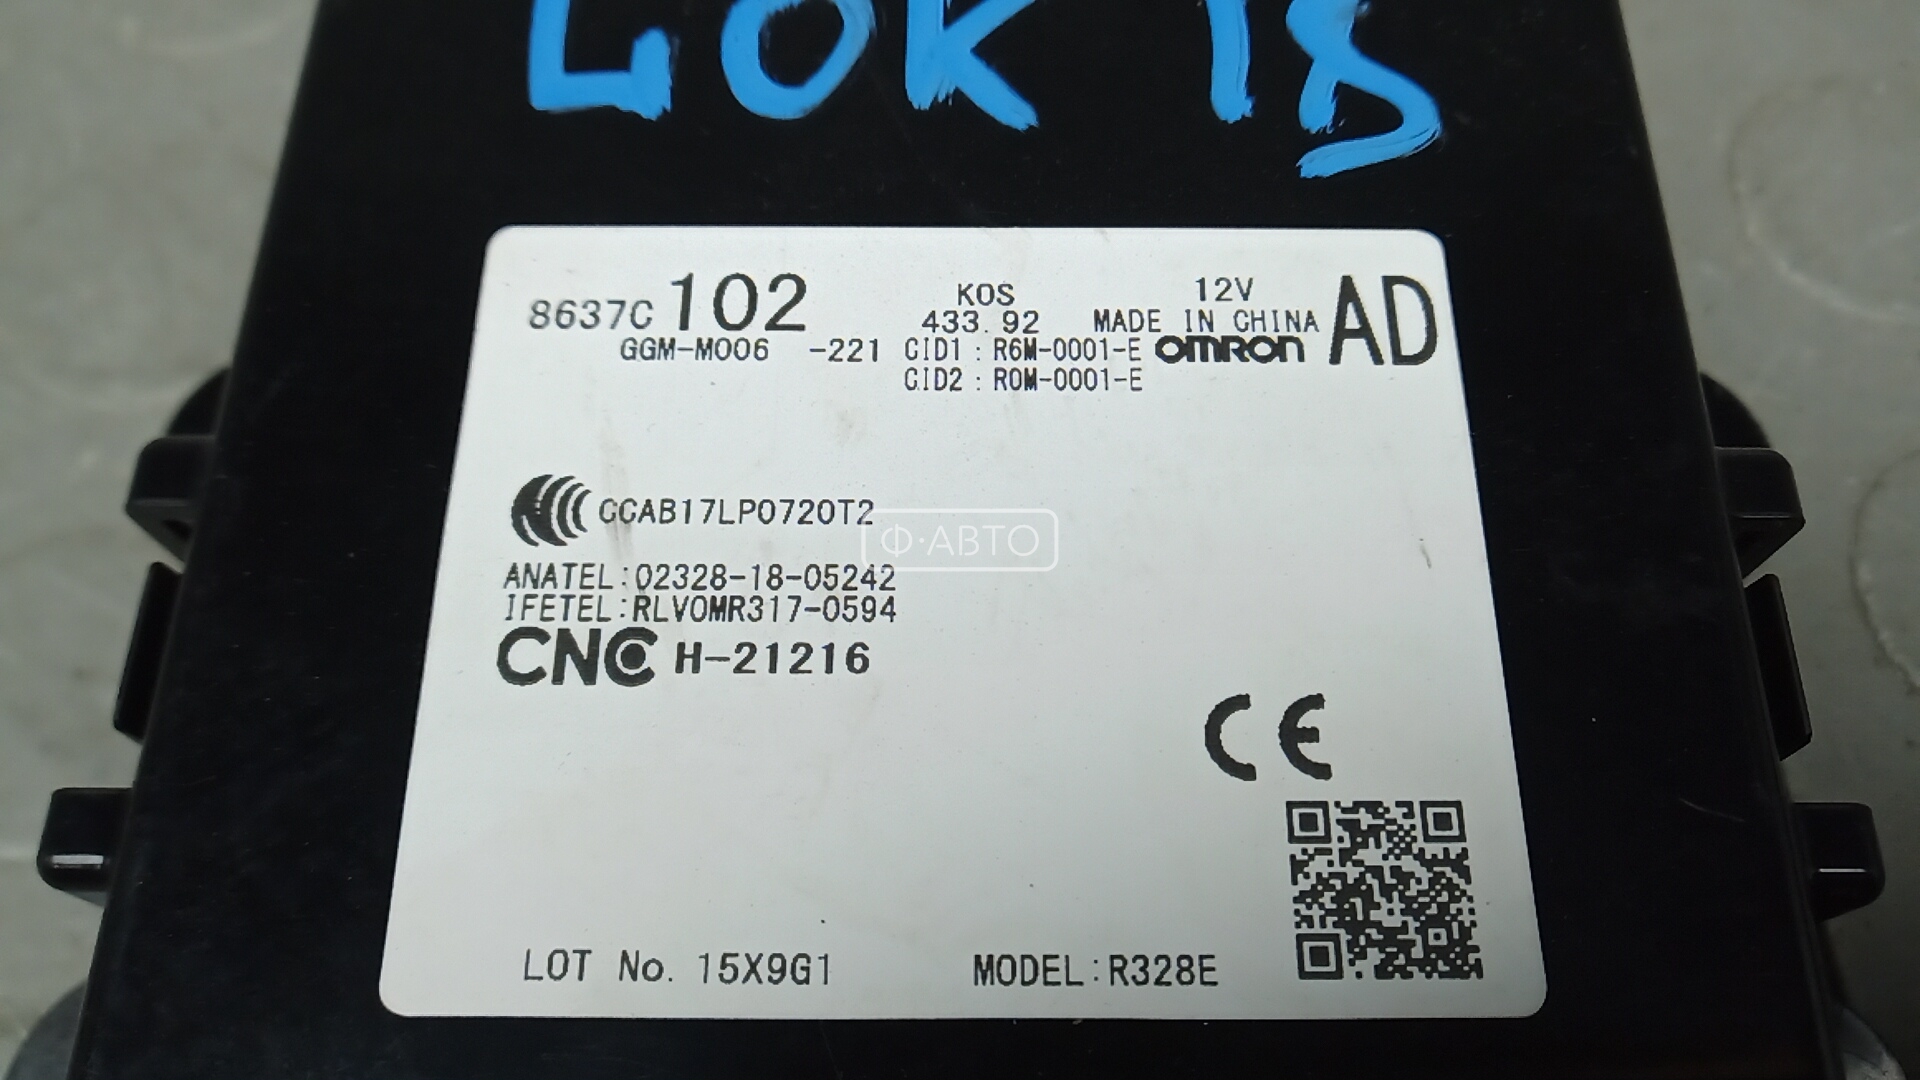 40K 18
8637C 102 KOS 12V AD
433.92 MADE IN CHINA
GGM-M006 -221 CID1:R6M-0001-E OMRON
CID2:R0M-0001-E
CCAB17LP0720T2
Ф·АВТО
ANATEL:02328-18-05242
IFETEL:RLVOMR317-0594
CNC H-21216
CE
LOT No. 15X9G1 MODEL:R328E